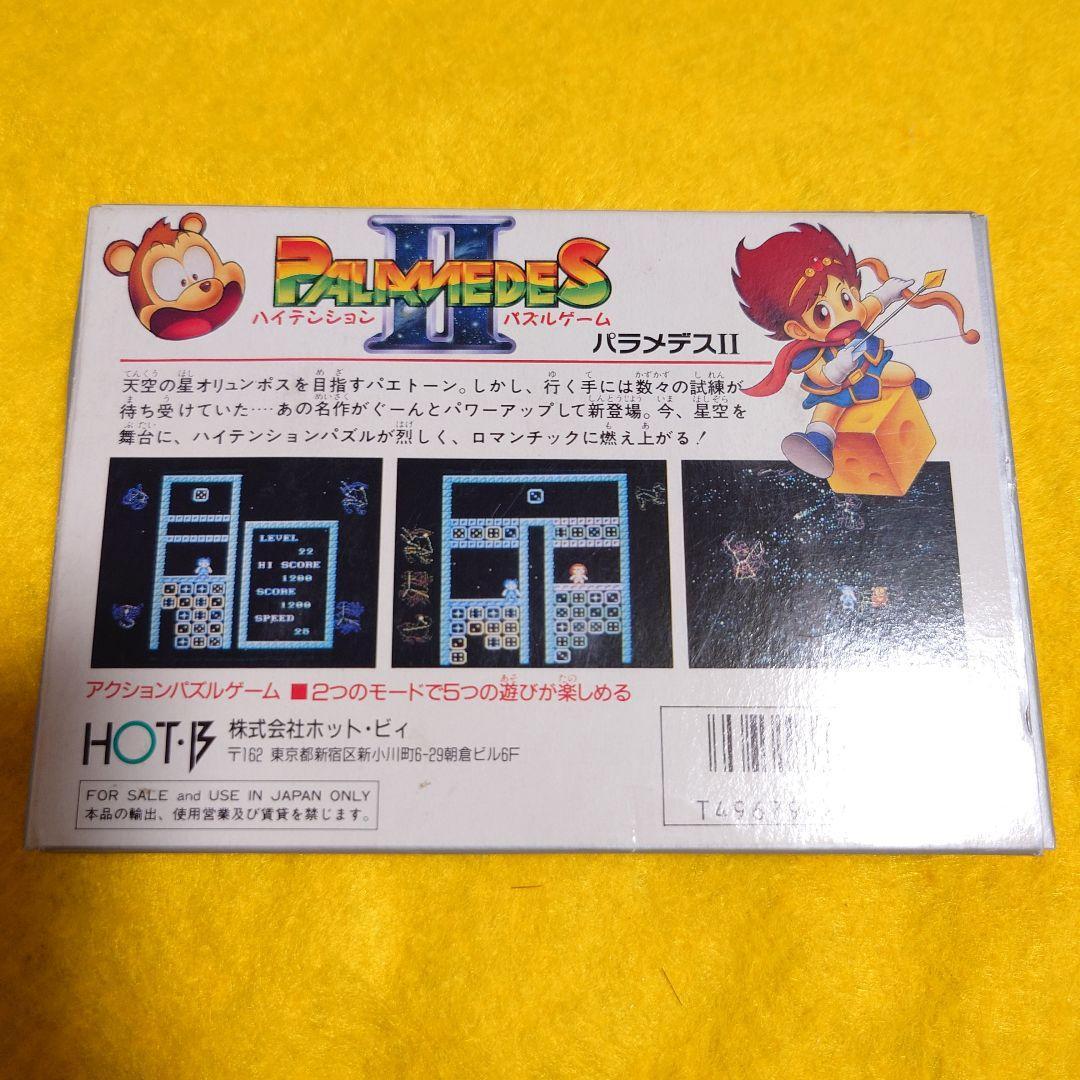 II
PALAMEDES
ハイテンション パズルゲーム
パラメデスII
天空の星オリュンポスを目指すパエトーン。しかし、行く手には数々の試練が
待ち受けていた‥‥あの名作がぐーんとパワーアップして新登場。今、星空を
舞台に、ハイテンションパズルが烈しく、ロマンチックに燃え上がる!
LEVEL
22
HI SCORE
1200
SCORE
1200
SPEED
25
アクションパズルゲーム ■2つのモードで5つの遊びが楽しめる
HOT・B 株式会社ホット・ビィ
〒162 東京都新宿区新小川町6-29朝倉ビル6F
FOR SALE and USE IN JAPAN ONLY
本品の輸出、使用営業及び賃貸を禁じます。